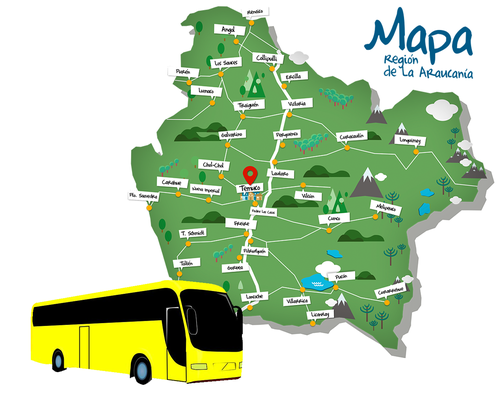 Mapa
Región
de La Araucanía
Renaico
Angol
Collipulli
Los Sauces
Ercilla
Purén
Lumaco
Traiguén
Victoria
Galvarino
Perquenco
Curacautín
Lonquimay
Lautaro
Chol-Chol
Carahue
Nueva Imperial
Temuco
Vilcún
Pto. Saavedra
Padre Las Casas
Cunco
Melipeuco
T. Schmidt
Freire
Pitrufquén
Toltén
Gorbea
Loncoche
Villarrica
Pucón
Curarrehue
Licanray